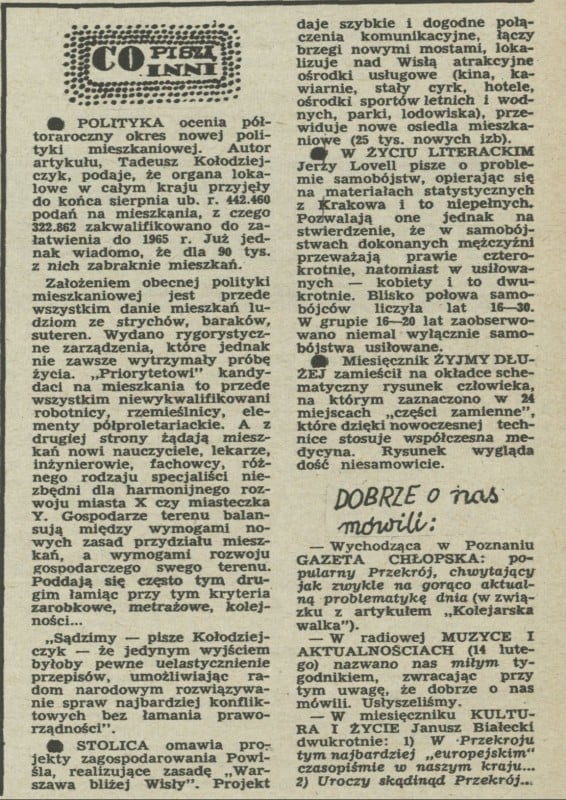 CO PISZĄ
INNI
● POLITYKA ocenia pół-
toraroczny okres nowej poli-
tyki mieszkaniowej. Autor
artykułu, Tadeusz Kołodziej-
czyk, podaje, że organa loka-
lowe w całym kraju przyjęły
do końca sierpnia ub. r. 442.460
podań na mieszkania, z czego
322.862 zakwalifikowano do za-
łatwienia do 1965 r. Już jed-
nak wiadomo, że dla 90 tys.
z nich zabraknie mieszkań.
Założeniem obecnej polityki
mieszkaniowej jest przede
wszystkim danie mieszkań lu-
dziom ze strychów, baraków,
suteren. Wydano rygorystycz-
ne zarządzenia, które jednak
nie zawsze wytrzymały próbę
życia. „Priorytetowi” kandy-
daci na mieszkania to przede
wszystkim niewykwalifikowani
robotnicy, rzemieślnicy, ele-
menty półproletariackie. A z
drugiej strony żądają miesz-
kań nowi nauczyciele, lekarze,
inżynierowie, fachowcy, róż-
nego rodzaju specjaliści nie-
zbędni dla harmonijnego roz-
woju miasta X czy miasteczka
Y. Gospodarze terenu balan-
sują między wymogami no-
wych zasad przydziału miesz-
kań, a wymogami rozwoju
gospodarczego swego terenu.
Poddają się często tym dru-
gim łamiąc przy tym kryteria
zarobkowe, metrażowe, kolej-
ności...
„Sądzimy — pisze Kołodziej-
czyk — że jedynym wyjściem
byłoby pewne uelastycznienie
przepisów, umożliwiając ra-
dom narodowym rozwiązywa-
nie spraw najbardziej konflik-
towych bez łamania prawo-
rządności”.
● STOLICA omawia pro-
jekty zagospodarowania Powi-
śla, realizujące zasadę „War-
szawa bliżej Wisły”. Projekt
daje szybkie i dogodne połą-
czenia komunikacyjne, łączy
brzegi nowymi mostami, loka-
lizuje nad Wisłą atrakcyjne
ośrodki usługowe (kina, ka-
wiarnie, stały cyrk, hotele,
ośrodki sportów letnich i wod-
nych, parki, lodowiska), prze-
widuje nowe osiedla mieszka-
niowe (25 tys. nowych izb).
● W ŻYCIU LITERACKIM
Jerzy Lovell pisze o proble-
mie samobójstw, opierając się
na materiałach statystycznych
z Krakowa i to niepełnych.
Pozwalają one jednak na
stwierdzenie, że w samobój-
stwach dokonanych mężczyźni
przeważają prawie cztero-
krotnie, natomiast w usiłowa-
nych — kobiety i to dwu-
krotnie. Blisko połowa samo-
bójców liczyła lat 16—30.
W grupie 16—20 lat zaobserwo-
wano niemal wyłącznie samo-
bójstwa usiłowane.
● Miesięcznik ŻYJMY DŁU-
ŻEJ zamieścił na okładce sche-
matyczny rysunek człowieka,
na którym zaznaczono w 24
miejscach „części zamienne”,
które dzięki nowoczesnej tech-
nice stosuje współczesna me-
dycyna. Rysunek wygląda
dość niesamowicie.
DOBRZE o nas
mówili:
— Wychodząca w Poznaniu
GAZETA CHŁOPSKA: po-
pularny Przekrój, chwytający
jak zwykle na gorąco aktual-
ną problematykę dnia (w zwią-
zku z artykułem „Kolejarska
walka”).
— W radiowej MUZYCE I
AKTUALNOŚCIACH (14 lute-
go) nazwano nas miłym ty-
godnikiem, zwracając przy
tym uwagę, że dobrze o nas
mówili. Usłyszeliśmy.
— W miesięczniku KULTU-
RA I ŻYCIE Janusz Białecki
dwukrotnie: 1) W Przekroju
tym najbardziej „europejskim”
czasopiśmie w naszym kraju...
2) Uroczy skądinąd Przekrój...